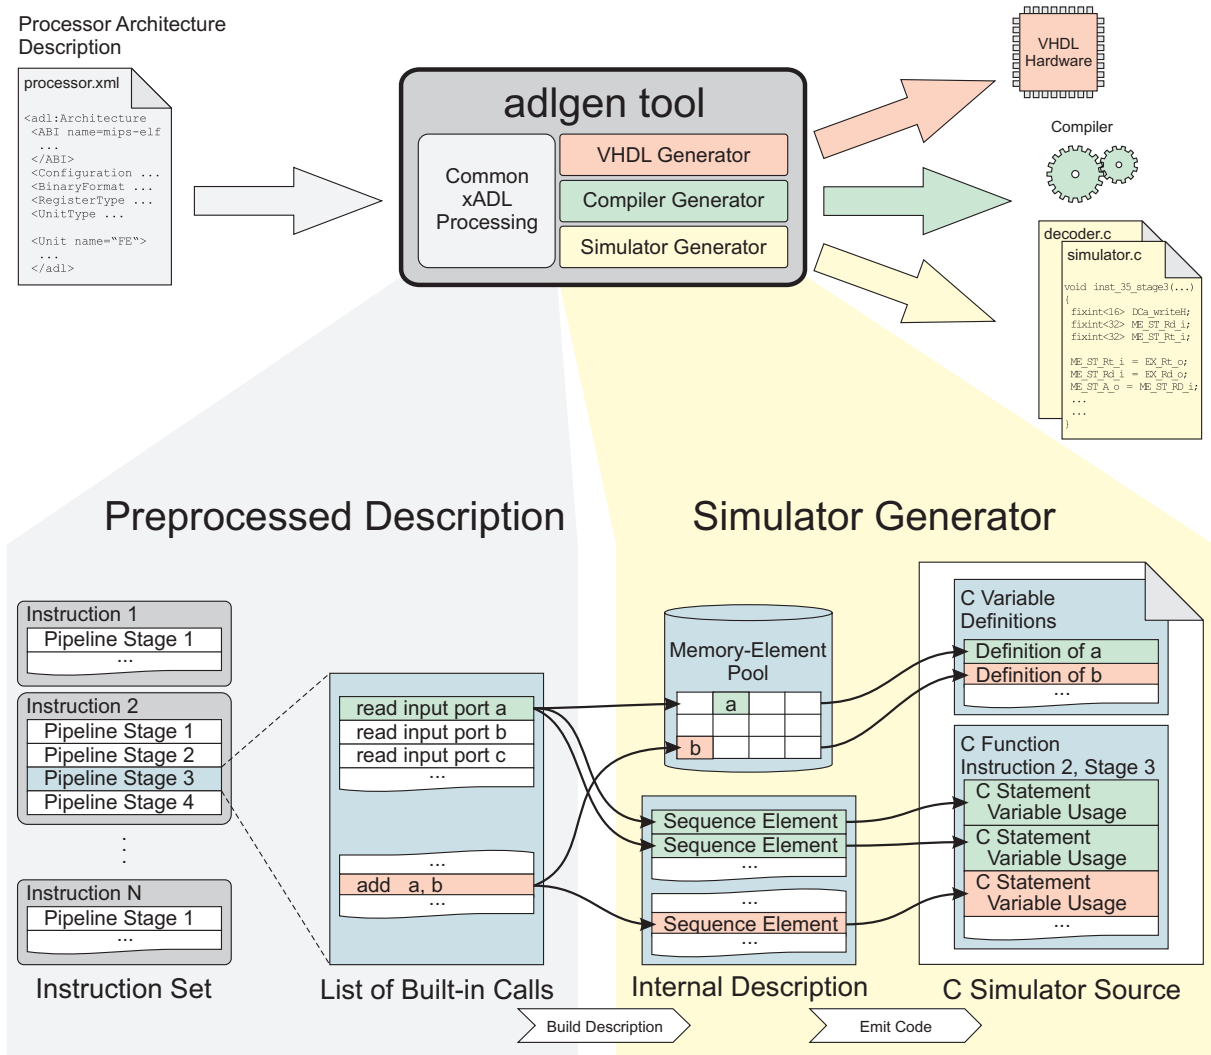 Processor Architecture
Description
processor.xml
<adl:Architecture
<ABI name=mips-elf
...
</ABI>
<Configuration ...
<BinaryFormat ...
<RegisterType ...
<UnitType ...
<Unit name="FE">
...
</adl>
adlgen tool
Common
xADL
Processing
VHDL Generator
Compiler Generator
Simulator Generator
VHDL
Hardware
Compiler
decoder.c
simulator.c
void inst_35_stage3(...)
{
fixint<16> DCa_writeH;
fixint<32> ME_ST_Rd_i;
fixint<32> ME_ST_Rt_i;
ME_ST_Rt_i = EX_Rt_o;
ME_ST_Rd_i = EX_Rd_o;
ME_ST_A_o = ME_ST_RD_i;
...
...
}
Preprocessed Description
Simulator Generator
Instruction 1
Pipeline Stage 1
...
Instruction 2
Pipeline Stage 1
Pipeline Stage 2
Pipeline Stage 3
Pipeline Stage 4
...
Instruction N
Pipeline Stage 1
...
Instruction Set
read input port a
read input port b
read input port c
...
...
add a, b
...
List of Built-in Calls
Memory-Element
Pool
a
b
Sequence Element
Sequence Element
...
...
Sequence Element
...
Internal Description
C Variable
Definitions
Definition of a
Definition of b
...
C Function
Instruction 2, Stage 3
C Statement
Variable Usage
C Statement
Variable Usage
C Statement
Variable Usage
...
C Simulator Source
Build Description
Emit Code